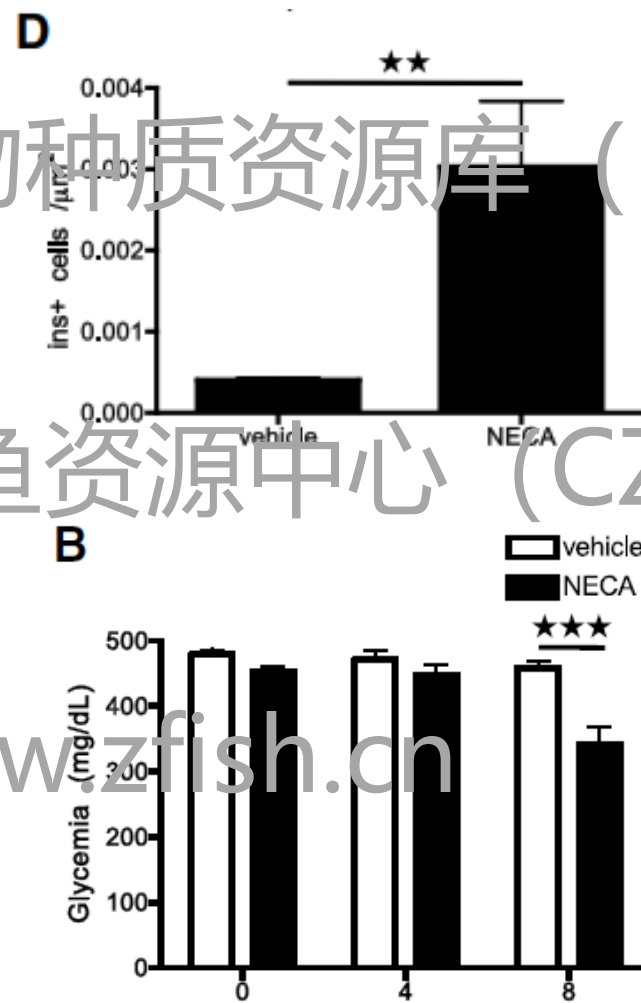 D
★★
0.004
物种质资源库（
0.003
ins+ cells /μm²
0.002
0.001
0.000
vehicle NECA
鱼资源中心（CZ
B
vehicle
NECA
★★★
500
400
www.zfish.cn
300
Glycemia (mg/dL)
200
100
0
0 4 8